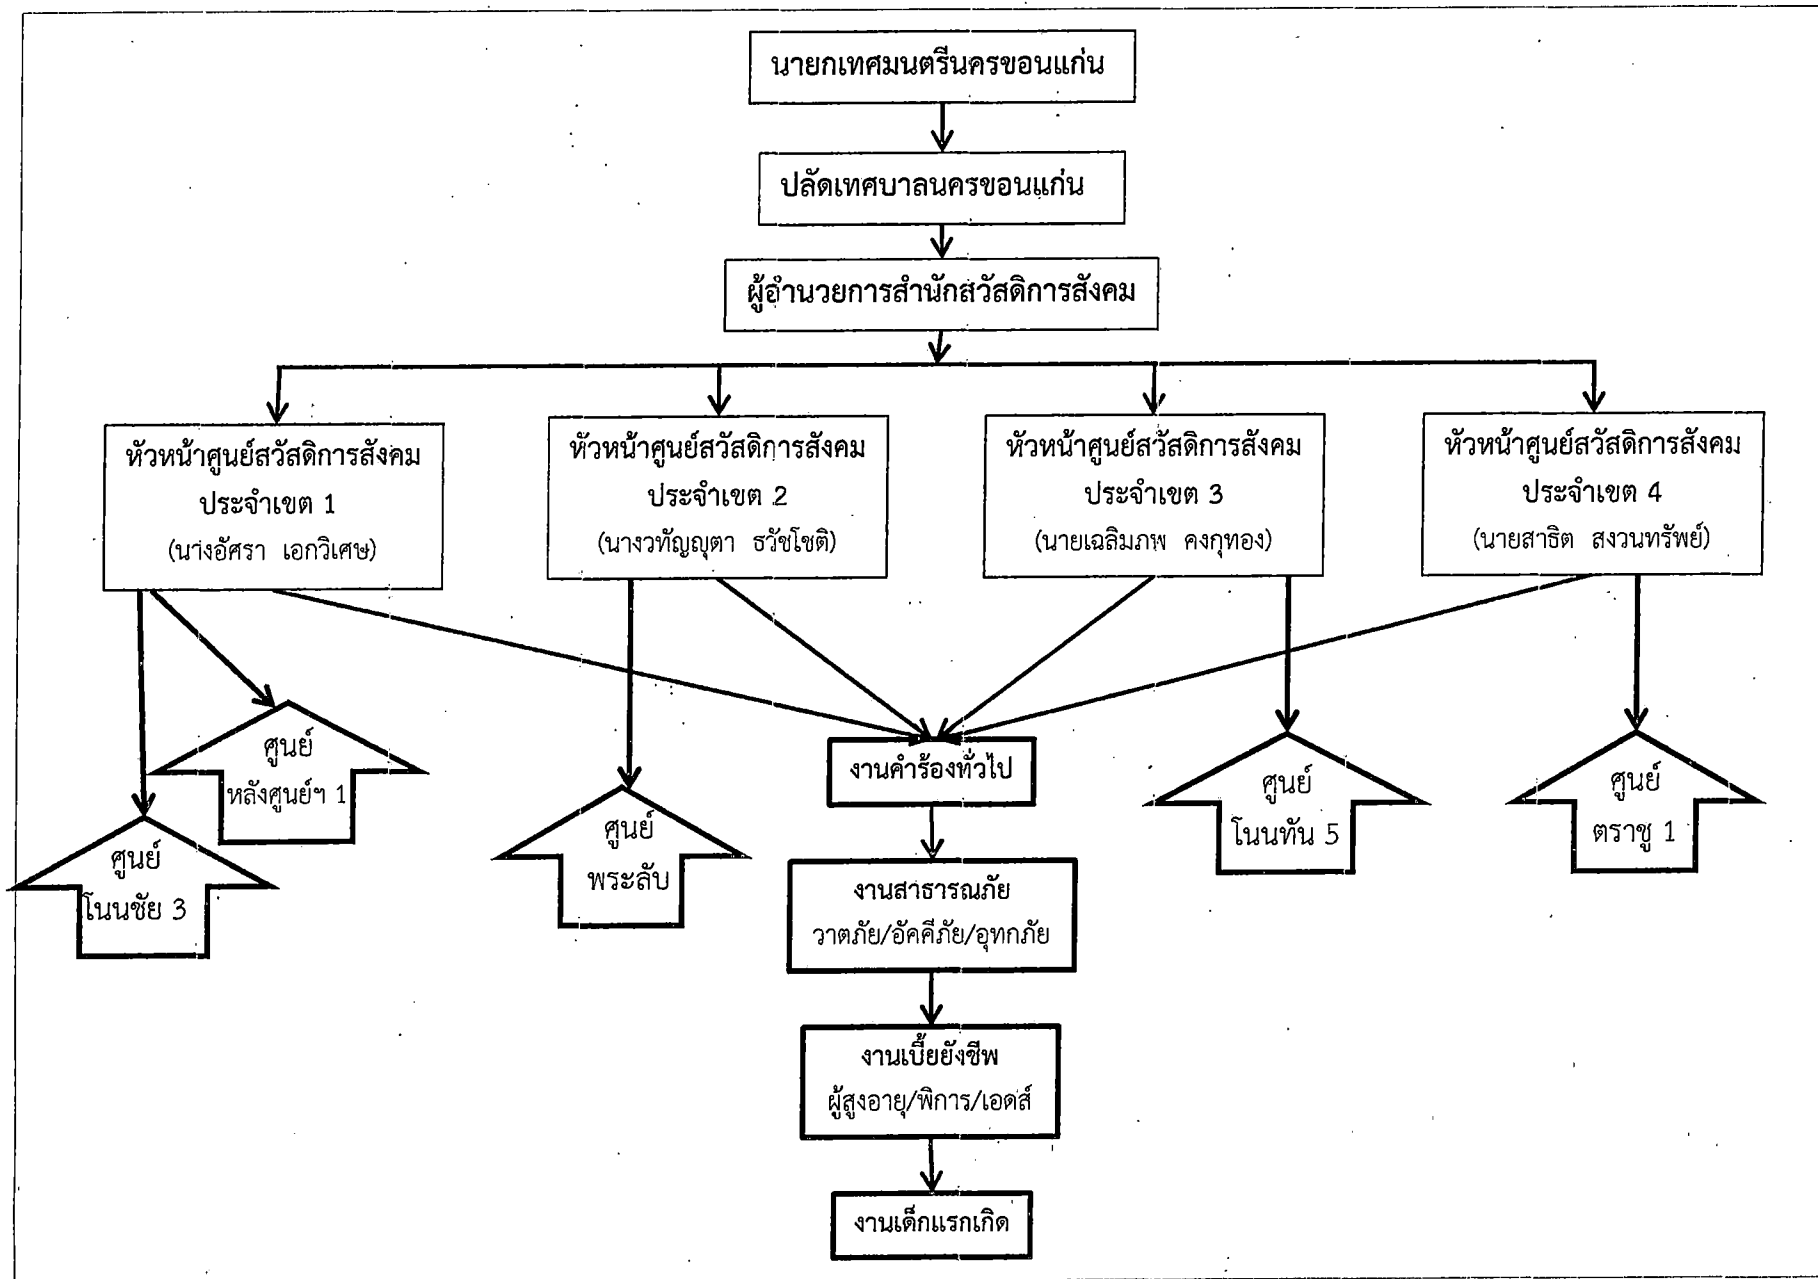 นายกเทศมนตรีนครขอนแก่น
ปลัดเทศบาลนครขอนแก่น
ผู้อำนวยการสำนักสวัสดิการสังคม
หัวหน้าศูนย์สวัสดิการสังคม
ประจำเขต 1
(นางอัศรา เอกวิเศษ)
หัวหน้าศูนย์สวัสดิการสังคม
ประจำเขต 2
(นางวทัญญุตา ธวัชโชติ)
หัวหน้าศูนย์สวัสดิการสังคม
ประจำเขต 3
(นายเฉลิมภพ คงกุทอง)
หัวหน้าศูนย์สวัสดิการสังคม
ประจำเขต 4
(นายสาธิต สงวนทรัพย์)
ศูนย์
โนนชัย 3
ศูนย์
หลังศูนย์ฯ 1
ศูนย์
พระลับ
ศูนย์
โนนทัน 5
ศูนย์
ตราชู 1
งานคำร้องทั่วไป
งานสาธารณภัย
วาตภัย/อัคคีภัย/อุทกภัย
งานเบี้ยยังชีพ
ผู้สูงอายุ/พิการ/เอดส์
งานเด็กแรกเกิด